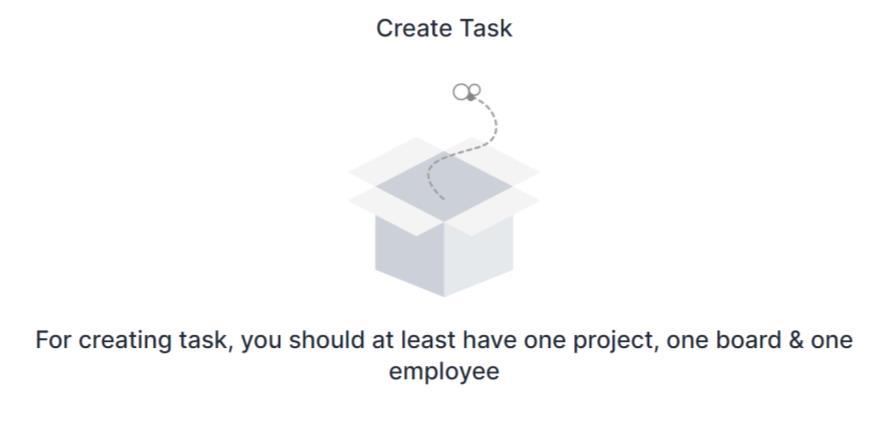 Create Task
For creating task, you should at least have one project, one board & one
employee